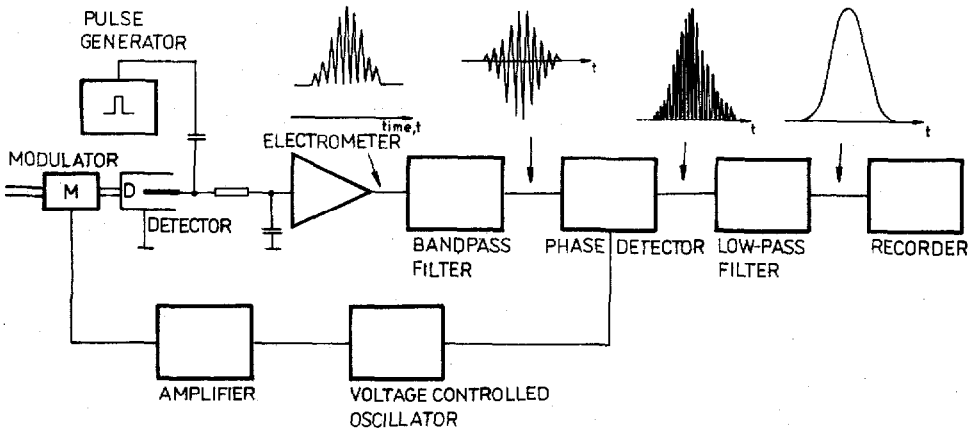 PULSE
GENERATOR
time,t
t
t
t
ELECTROMETER
MODULATOR
M
D
DETECTOR
BANDPASS
FILTER
PHASE DETECTOR
LOW-PASS
FILTER
RECORDER
AMPLIFIER
VOLTAGE CONTROLLED
OSCILLATOR